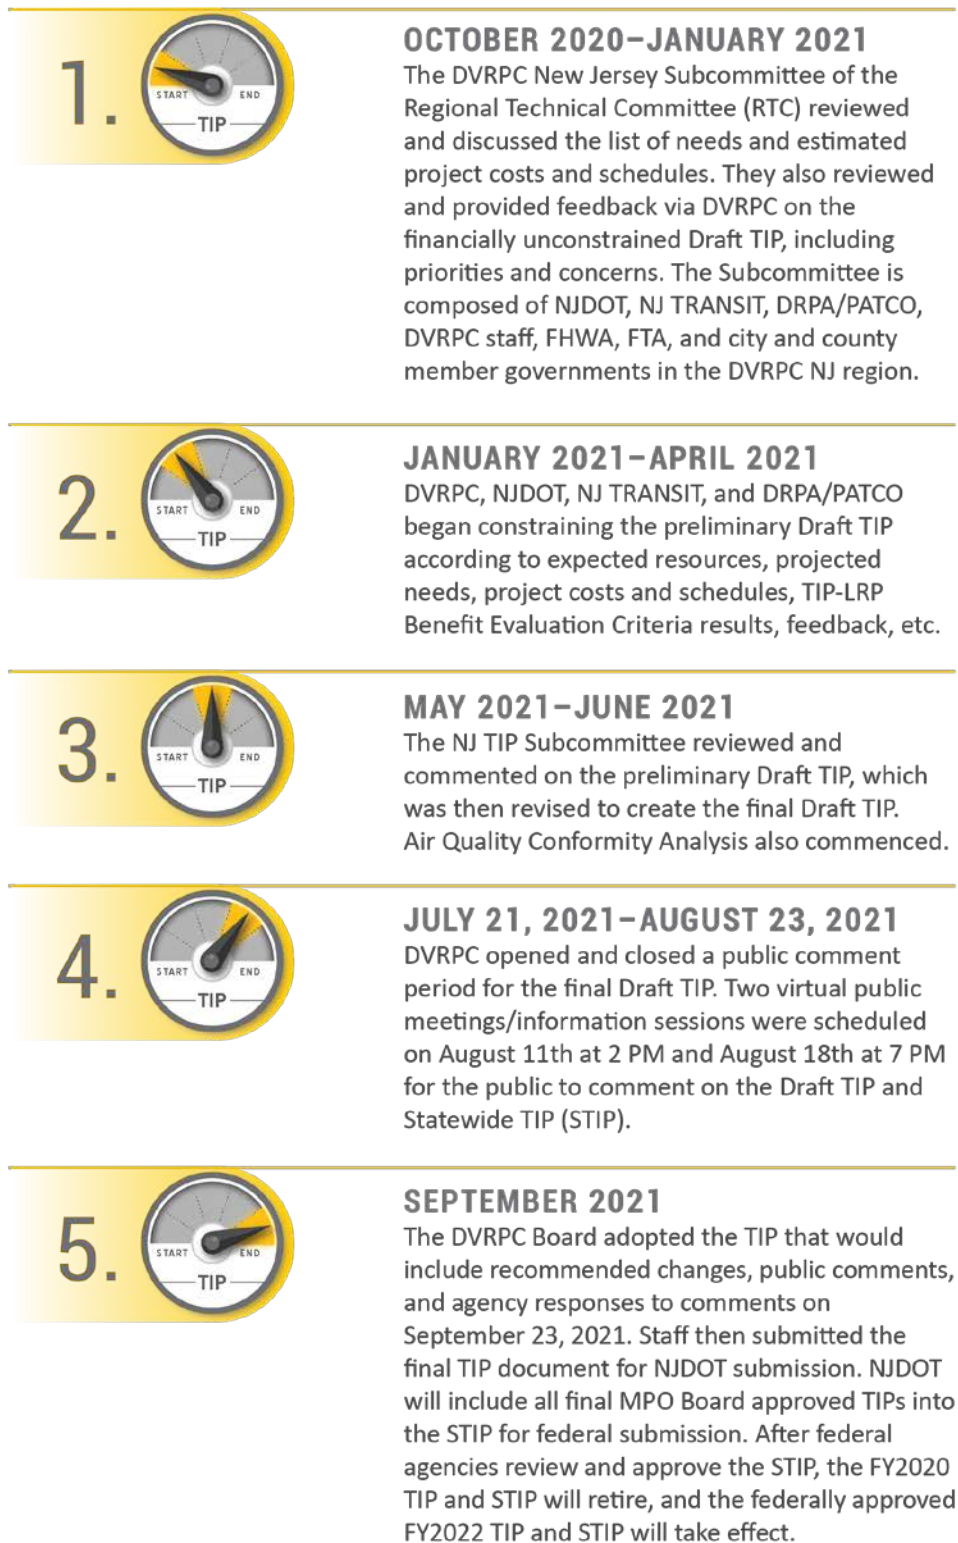 1.
START END
TIP
OCTOBER 2020–JANUARY 2021
The DVRPC New Jersey Subcommittee of the
Regional Technical Committee (RTC) reviewed
and discussed the list of needs and estimated
project costs and schedules. They also reviewed
and provided feedback via DVRPC on the
financially unconstrained Draft TIP, including
priorities and concerns. The Subcommittee is
composed of NJDOT, NJ TRANSIT, DRPA/PATCO,
DVRPC staff, FHWA, FTA, and city and county
member governments in the DVRPC NJ region.
2.
START END
TIP
JANUARY 2021–APRIL 2021
DVRPC, NJDOT, NJ TRANSIT, and DRPA/PATCO
began constraining the preliminary Draft TIP
according to expected resources, projected
needs, project costs and schedules, TIP-LRP
Benefit Evaluation Criteria results, feedback, etc.
3.
START END
TIP
MAY 2021–JUNE 2021
The NJ TIP Subcommittee reviewed and
commented on the preliminary Draft TIP, which
was then revised to create the final Draft TIP.
Air Quality Conformity Analysis also commenced.
4.
START END
TIP
JULY 21, 2021–AUGUST 23, 2021
DVRPC opened and closed a public comment
period for the final Draft TIP. Two virtual public
meetings/information sessions were scheduled
on August 11th at 2 PM and August 18th at 7 PM
for the public to comment on the Draft TIP and
Statewide TIP (STIP).
5.
START END
TIP
SEPTEMBER 2021
The DVRPC Board adopted the TIP that would
include recommended changes, public comments,
and agency responses to comments on
September 23, 2021. Staff then submitted the
final TIP document for NJDOT submission. NJDOT
will include all final MPO Board approved TIPs into
the STIP for federal submission. After federal
agencies review and approve the STIP, the FY2020
TIP and STIP will retire, and the federally approved
FY2022 TIP and STIP will take effect.